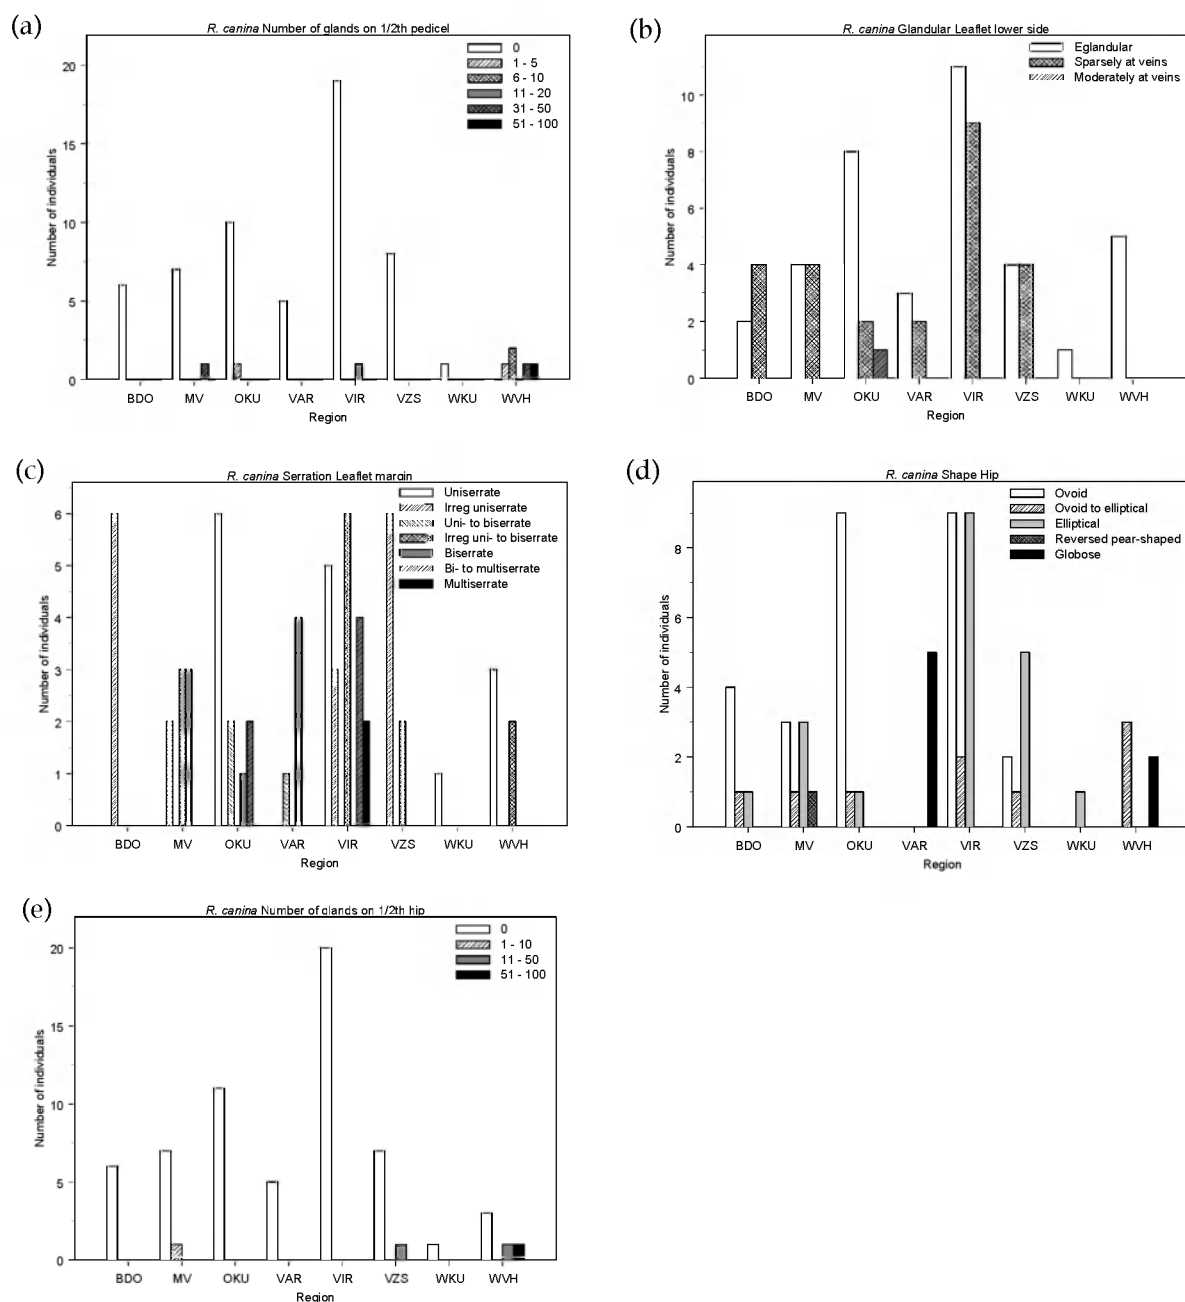 (a)
R. canina Number of glands on 1/2th pedicel
0
1 - 5
6 - 10
11 - 20
31 - 50
51 - 100
20
15
10
5
0
Number of individuals
BDO MV OKU VAR VIR VZS WKU WVH
Region
(b)
R. canina Glandular Leaflet lower side
Eglandular
Sparsely at veins
Moderately at veins
10
8
6
4
2
0
Number of individuals
BDO MV OKU VAR VIR VZS WKU WVH
Region
(c)
R. canina Serration Leaflet margin
Uniserrate
Irreg uniserrate
Uni- to biserrate
Irreg uni- to biserrate
Biserrate
Bi- to multiserrate
Multiserrate
6
5
4
3
2
1
0
Number of individuals
BDO MV OKU VAR VIR VZS WKU WVH
Region
(d)
R. canina Shape Hip
Ovoid
Ovoid to elliptical
Elliptical
Reversed pear-shaped
Globose
8
6
4
2
0
Number of individuals
BDO MV OKU VAR VIR VZS WKU WVH
Region
(e)
R. canina Number of glands on 1/2th hip
0
1 - 10
11 - 50
51 - 100
20
15
10
5
0
Number of individuals
BDO MV OKU VAR VIR VZS WKU WVH
Region